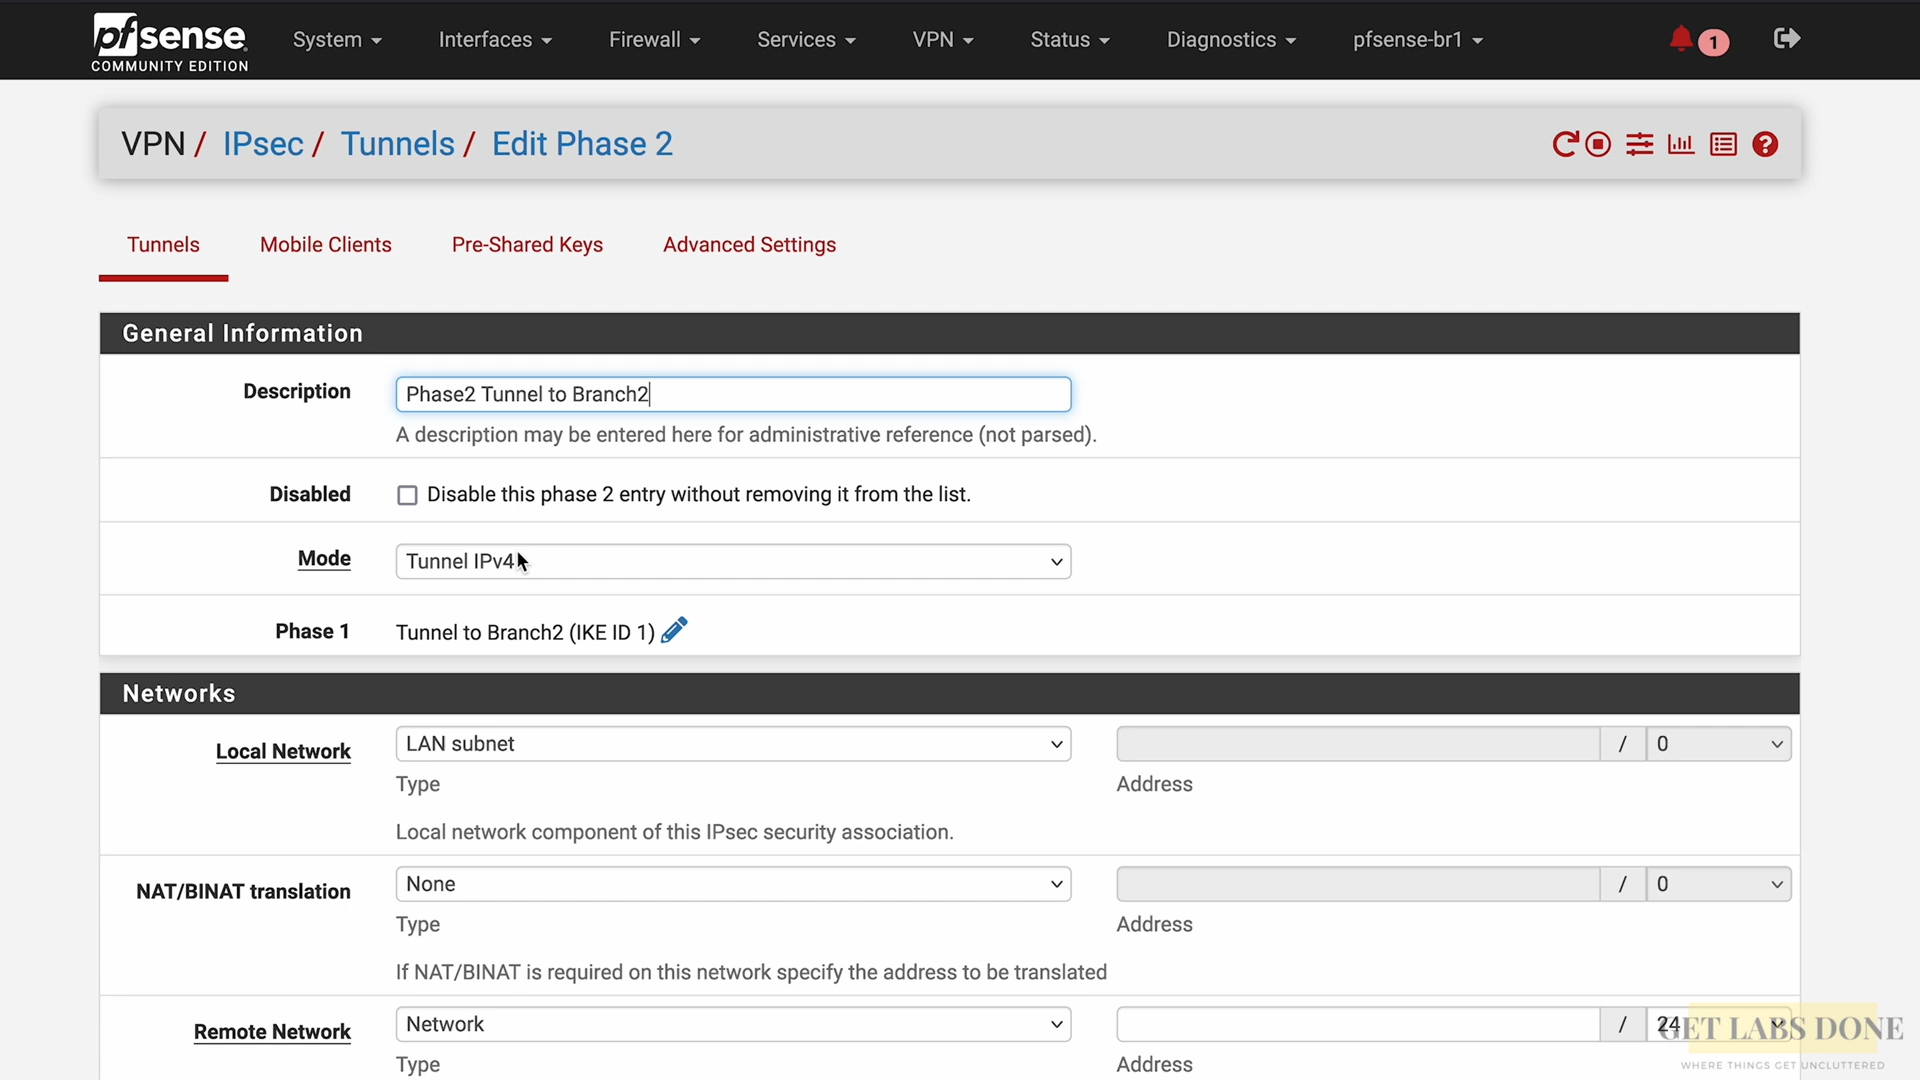 pfsense
COMMUNITY EDITION
System
Interfaces
Firewall
Services
VPN
Status
Diagnostics
pfsense-br1
1
VPN / IPsec / Tunnels / Edit Phase 2
Tunnels
Mobile Clients
Pre-Shared Keys
Advanced Settings
General Information
Description
Phase2 Tunnel to Branch2
A description may be entered here for administrative reference (not parsed).
Disabled
Disable this phase 2 entry without removing it from the list.
Mode
Tunnel IPv4
Phase 1
Tunnel to Branch2 (IKE ID 1)
Networks
Local Network
LAN subnet
/ 0
Type
Address
Local network component of this IPsec security association.
NAT/BINAT translation
None
/ 0
Type
Address
If NAT/BINAT is required on this network specify the address to be translated
Remote Network
Network
/ 24
Type
Address
GET LABS DONE
WHERE THINGS GET UNCLUTTERED